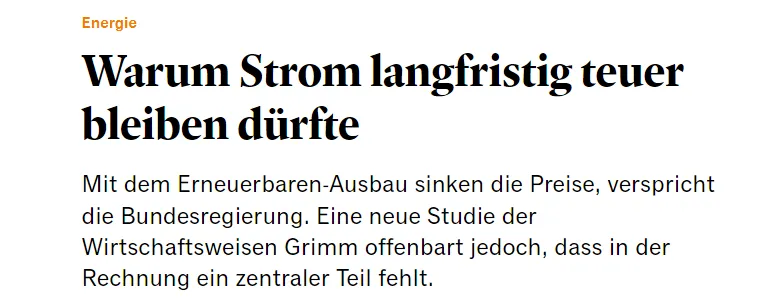 Energie
Warum Strom langfristig teuer
bleiben dürfte
Mit dem Erneuerbaren-Ausbau sinken die Preise, verspricht
die Bundesregierung. Eine neue Studie der
Wirtschaftsweisen Grimm offenbart jedoch, dass in der
Rechnung ein zentraler Teil fehlt.